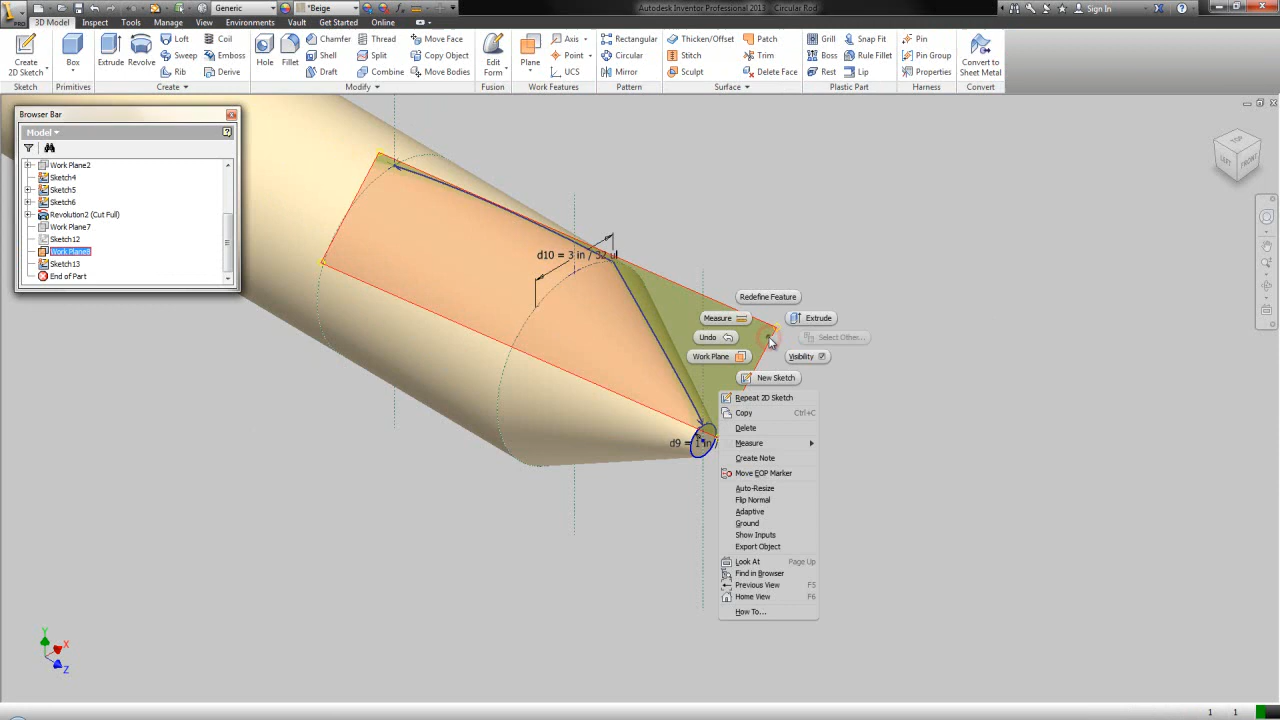 PRO
Generic
*Beige
Autodesk Inventor Professional 2013 Circular Rod
Sign In
3D Model Inspect Tools Manage View Environments Vault Get Started Online
Create 2D Sketch
Box
Extrude
Revolve
Loft
Sweep
Rib
Coil
Emboss
Derive
Hole
Fillet
Chamfer
Shell
Draft
Thread
Split
Combine
Move Face
Copy Object
Move Bodies
Edit Form
Plane
Axis
Point
UCS
Rectangular
Circular
Mirror
Thicken/Offset
Stitch
Sculpt
Patch
Trim
Delete Face
Grill
Boss
Rest
Snap Fit
Rule Fillet
Lip
Pin
Pin Group
Properties
Convert to Sheet Metal
Sketch Primitives Create Modify Fusion Work Features Pattern Surface Plastic Part Harness Convert
Browser Bar
Model
Work Plane2
Sketch4
Sketch5
Sketch6
Revolution2 (Cut Full)
Work Plane7
Sketch12
Work Plane8
Sketch13
End of Part
TOP
LEFT
FRONT
d10 = 3 in / 32 ul
d9 = 1 in /
Redefine Feature
Measure
Extrude
Undo
Select Other...
Work Plane
Visibility
New Sketch
Repeat 2D Sketch
Copy Ctrl+C
Delete
Measure
Create Note
Move EOP Marker
Auto-Resize
Flip Normal
Adaptive
Ground
Show Inputs
Export Object
Look At Page Up
Find in Browser
Previous View F5
Home View F6
How To...
Y
X
Z
1 1